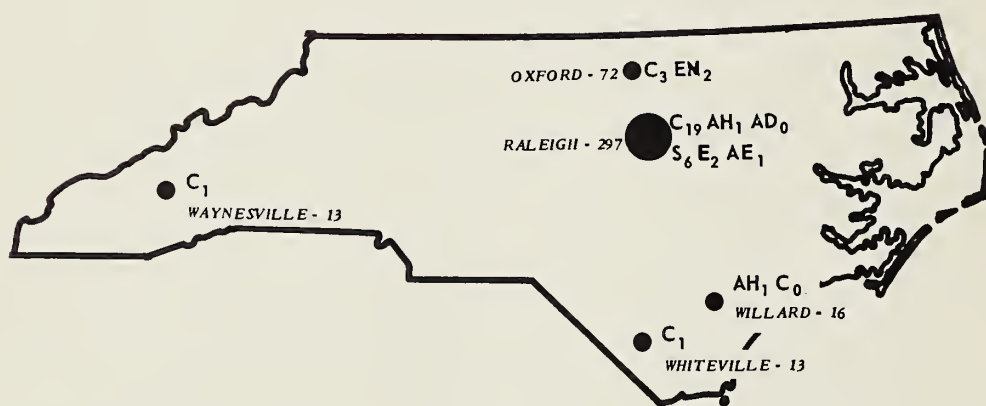 OXFORD - 72 C₃ EN₂
C₁₉ AH₁ AD₀
RALEIGH - 297
S₆ E₂ AE₁
C₁
WAYNESVILLE - 13
AH₁ C₀
WILLARD - 16
C₁
WHITEVILLE - 13